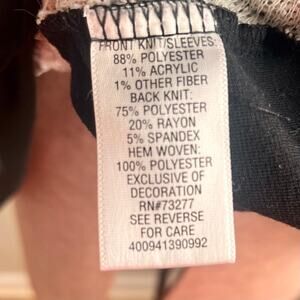 FRONT KNIT/SLEEVES:
88% POLYESTER
11% ACRYLIC
1% OTHER FIBER
BACK KNIT:
75% POLYESTER
20% RAYON
5% SPANDEX
HEM WOVEN:
100% POLYESTER
EXCLUSIVE OF
DECORATION
RN#73277
SEE REVERSE
FOR CARE
400941390992